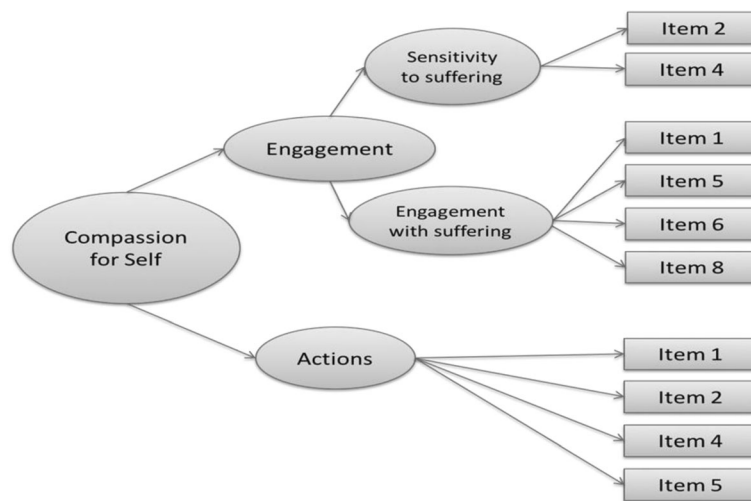 Sensitivity
to suffering
Item 2
Item 4
Engagement
Engagement
with suffering
Item 1
Item 5
Item 6
Item 8
Compassion
for Self
Actions
Item 1
Item 2
Item 4
Item 5